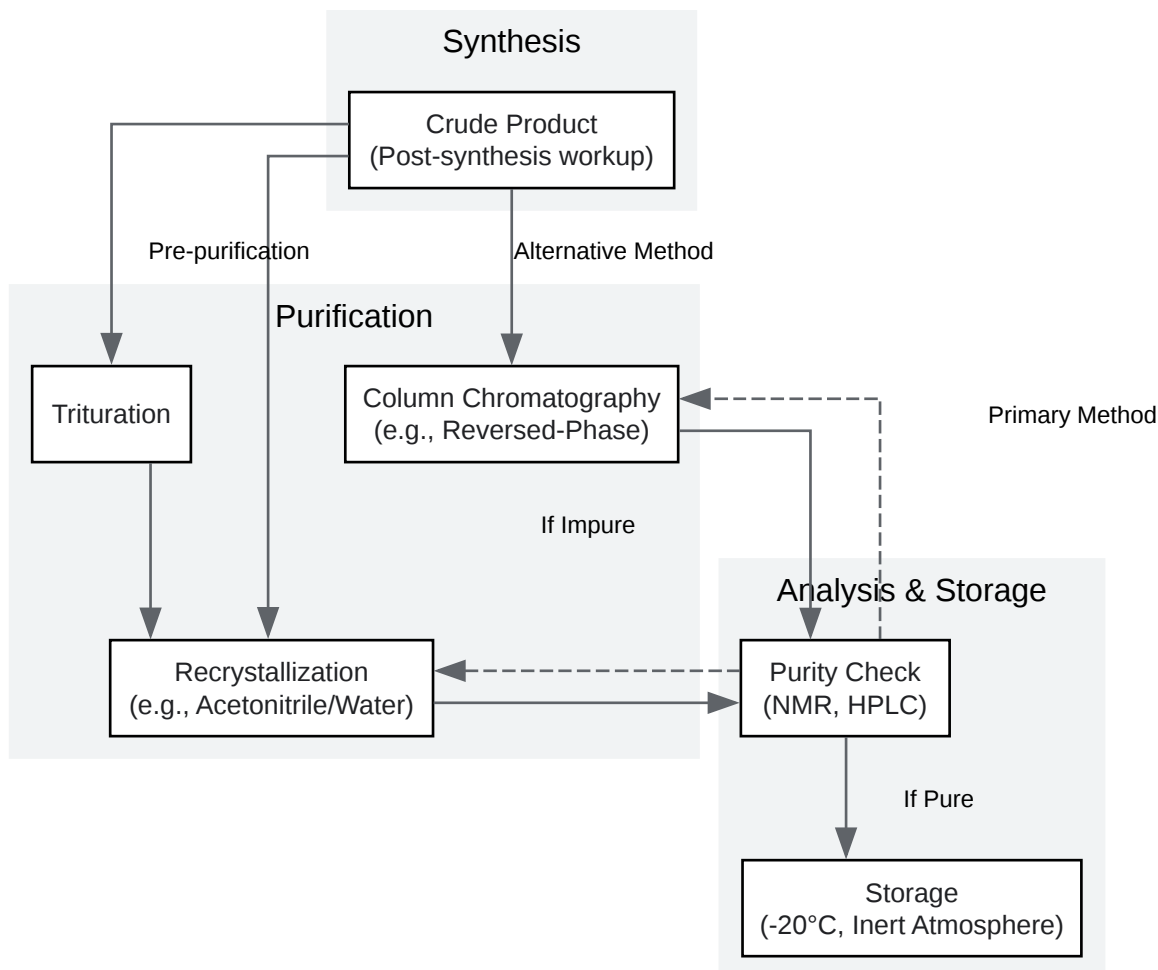 Synthesis
Crude Product
(Post-synthesis workup)
Pre-purification
Alternative Method
Purification
Trituration
Column Chromatography
(e.g., Reversed-Phase)
Primary Method
If Impure
Analysis & Storage
Recrystallization
(e.g., Acetonitrile/Water)
Purity Check
(NMR, HPLC)
If Pure
Storage
(-20°C, Inert Atmosphere)